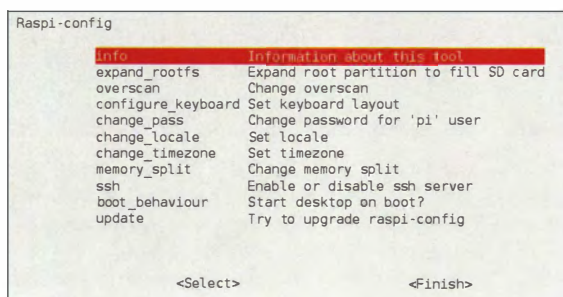 Raspi-config
info Information about this tool
expand_rootfs Expand root partition to fill SD card
overscan Change overscan
configure_keyboard Set keyboard layout
change_pass Change password for 'pi' user
change_locale Set locale
change_timezone Set timezone
memory_split Change memory split
ssh Enable or disable ssh server
boot_behaviour Start desktop on boot?
update Try to upgrade raspi-config
<Select> <Finish>